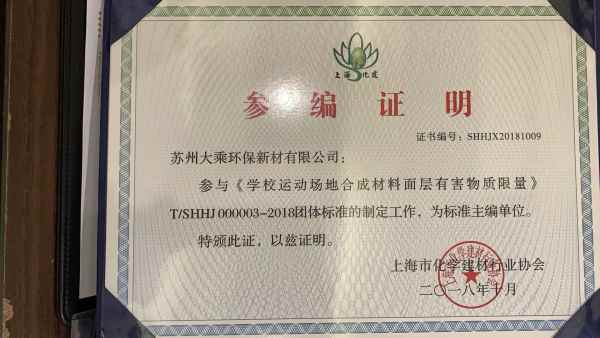 上海化建
参编证明
证书编号：SHHJX20181009
苏州大乘环保新材有限公司：
参与《学校运动场地合成材料面层有害物质限量》
T/SHHJ 000003-2018团体标准的制定工作，为标准主编单位。
特颁此证，以兹证明。
上海市化学建材行业协会
二〇一八年十月